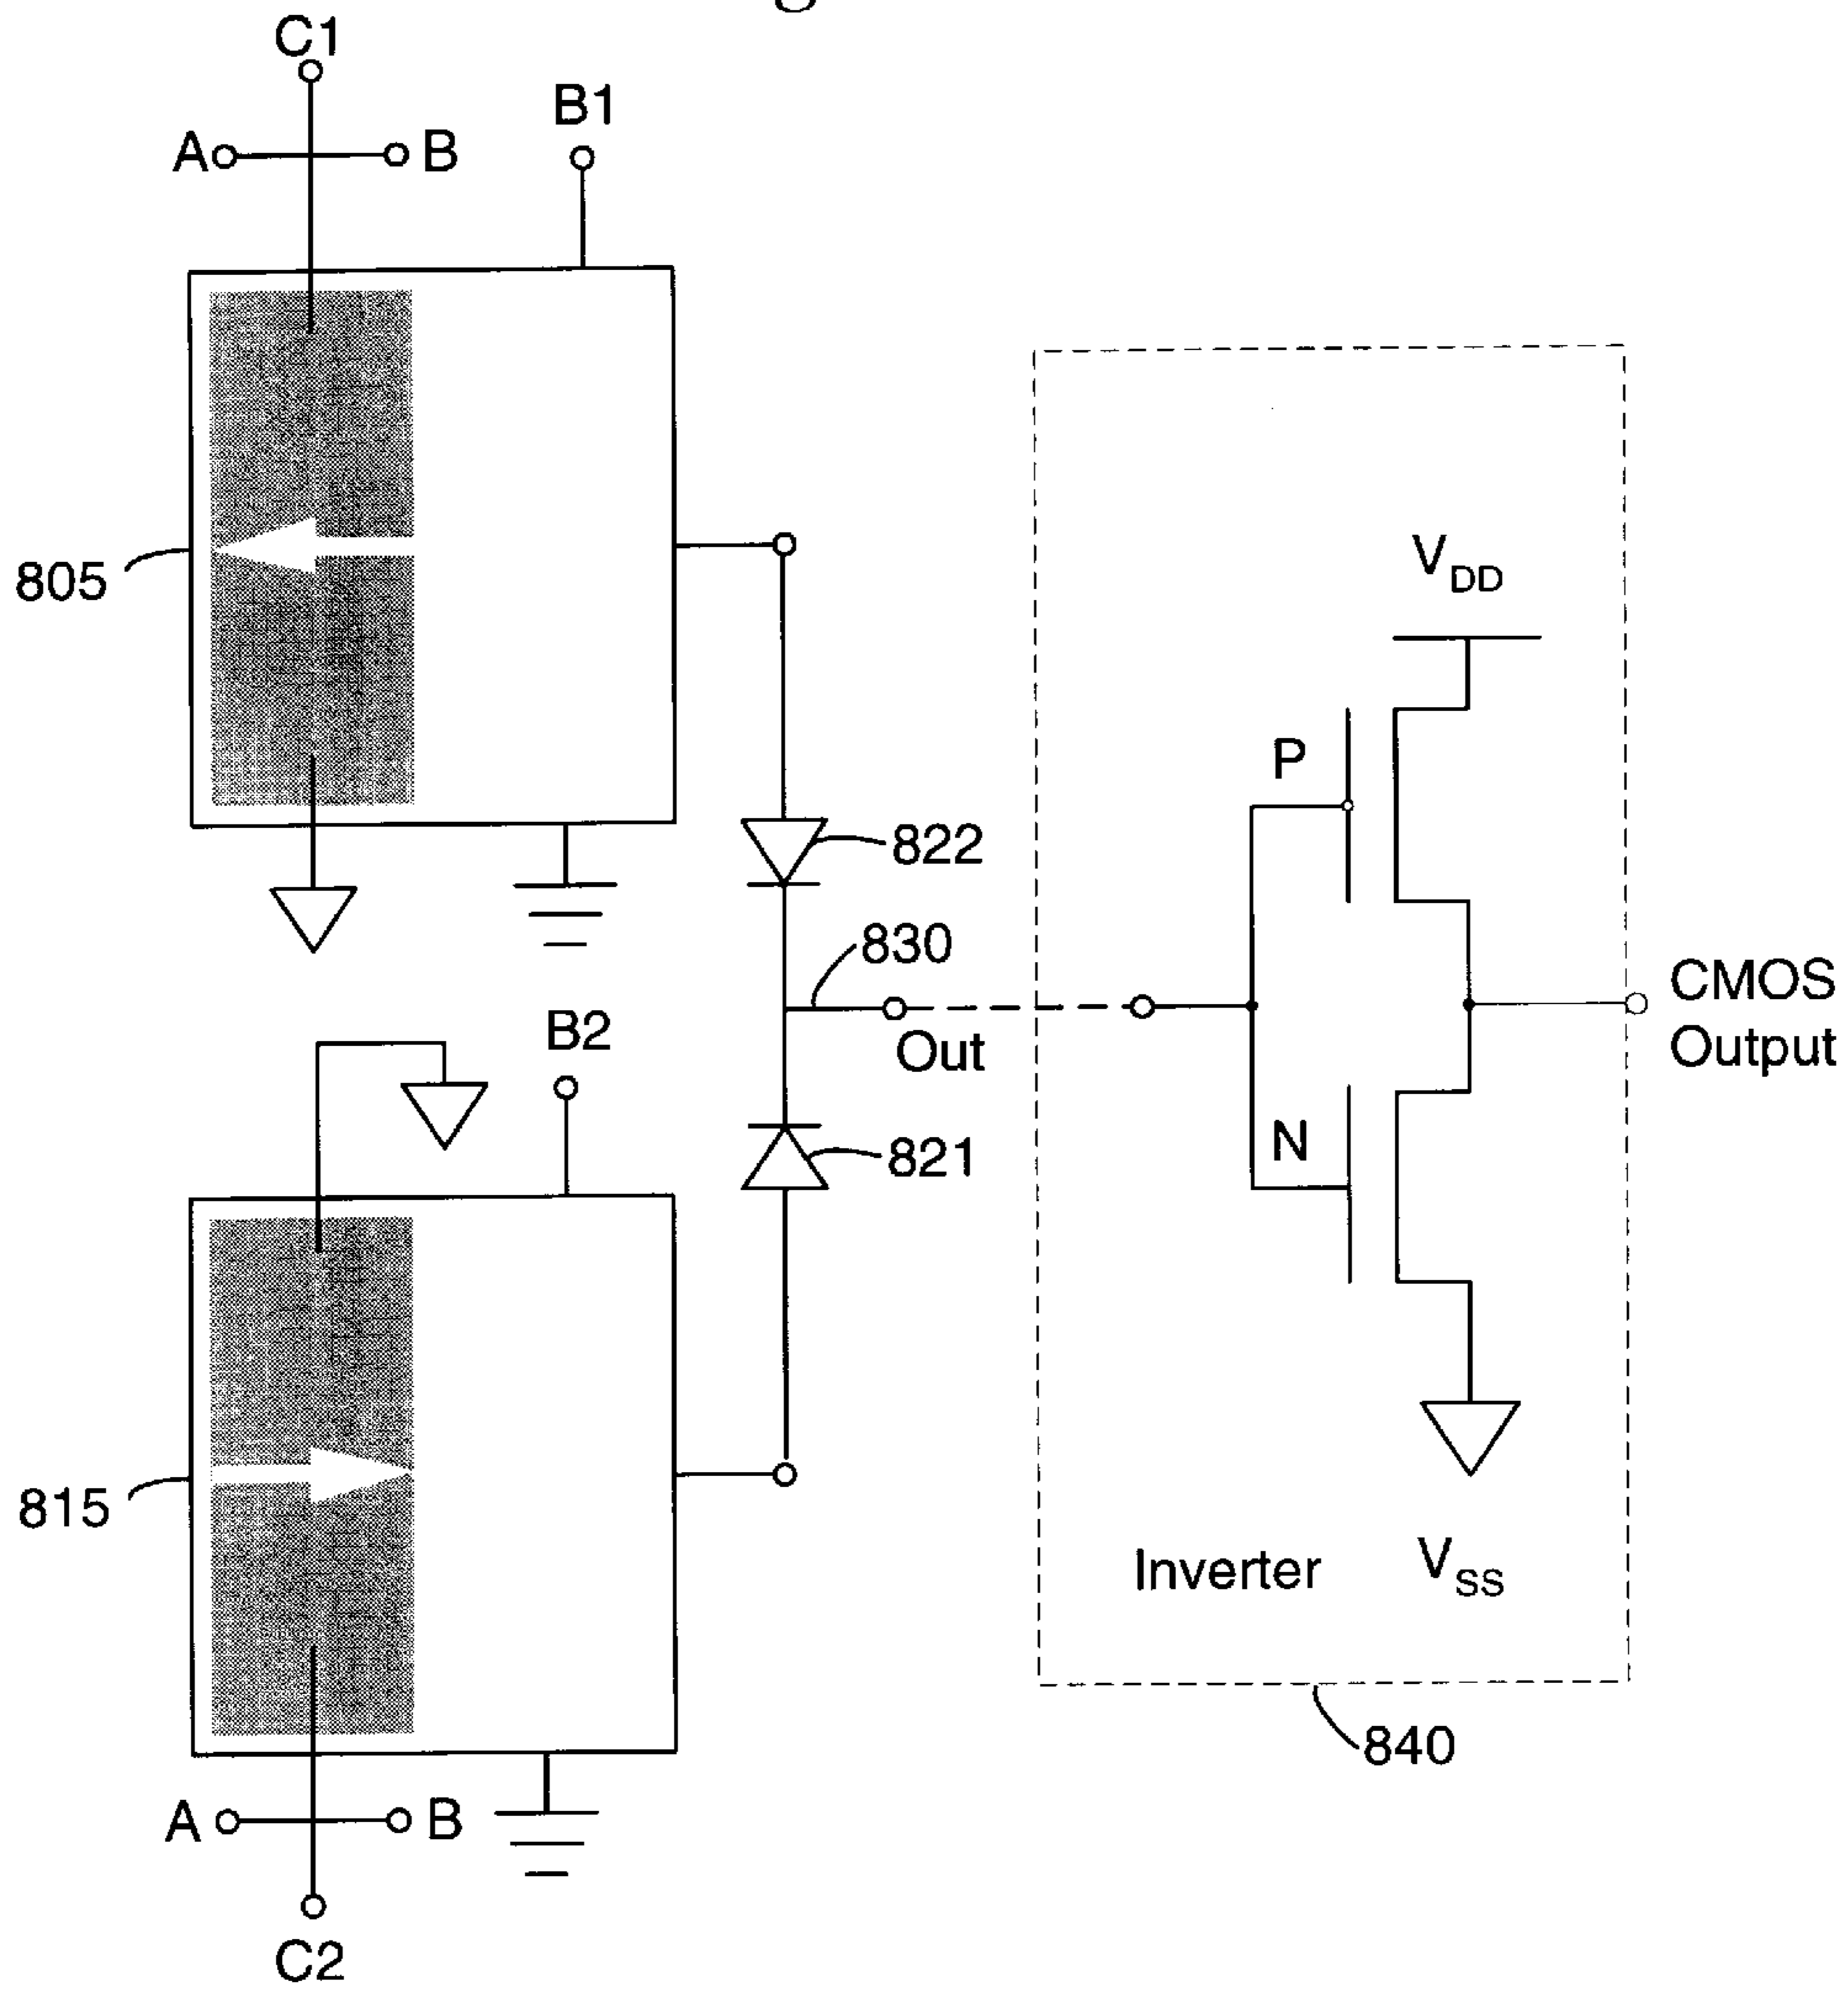 C1
A B
B1
805
822
830
Out
B2
821
815
A B
C2
V_DD
P
N
CMOS
Output
Inverter
V_SS
840